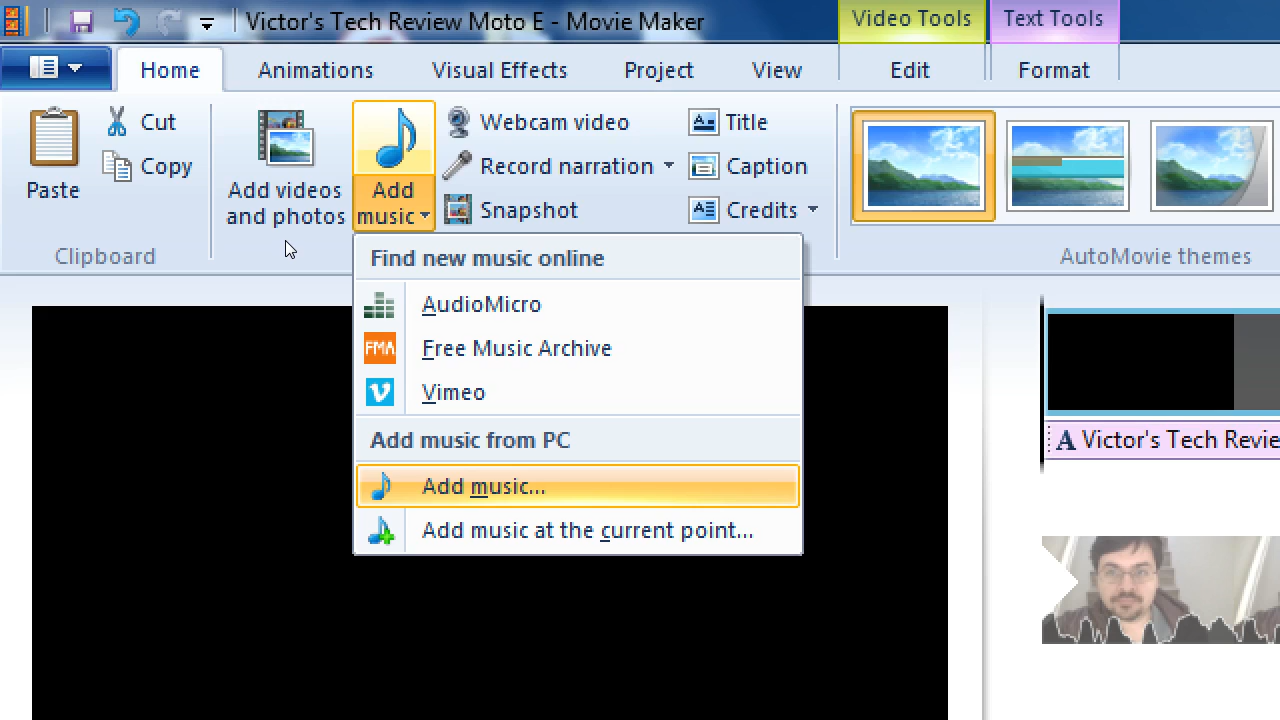 Victor's Tech Review Moto E - Movie Maker
Video Tools
Text Tools
Home
Animations
Visual Effects
Project
View
Edit
Format
Paste
Cut
Copy
Clipboard
Add videos
and photos
Add
music
Webcam video
Record narration
Snapshot
Title
Caption
Credits
AutoMovie themes
Find new music online
AudioMicro
FMA
Free Music Archive
Vimeo
Add music from PC
Add music...
Add music at the current point...
A Victor's Tech Revie